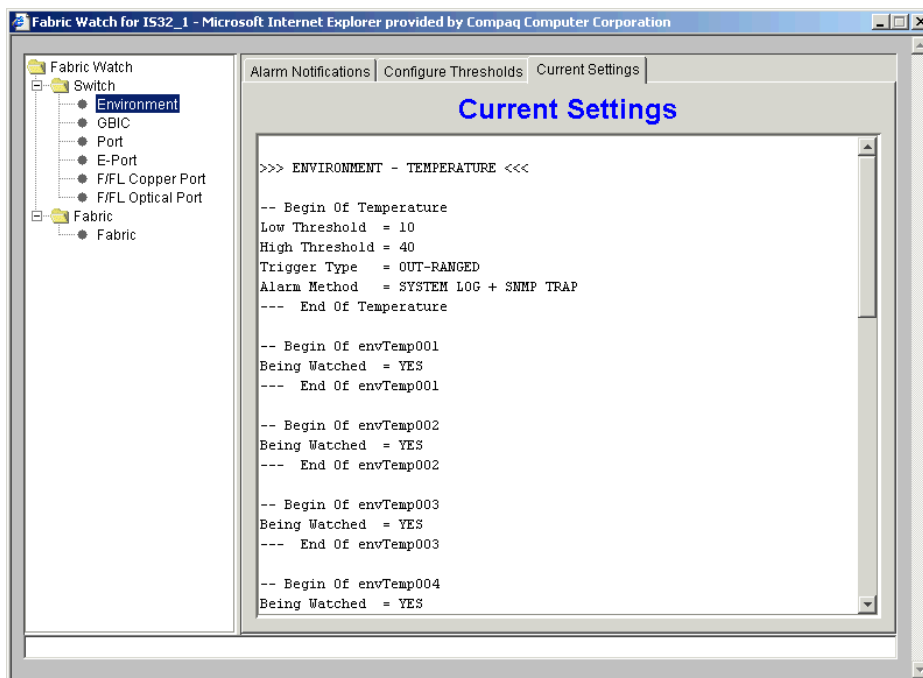 Fabric Watch for IS32_1 - Microsoft Internet Explorer provided by Compaq Computer Corporation
Fabric Watch
Switch
Environment
GBIC
Port
E-Port
F/FL Copper Port
F/FL Optical Port
Fabric
Fabric
Alarm Notifications Configure Thresholds Current Settings
Current Settings
>>> ENVIRONMENT - TEMPERATURE <<<
-- Begin Of Temperature
Low Threshold = 10
High Threshold = 40
Trigger Type = OUT-RANGED
Alarm Method = SYSTEM LOG + SNMP TRAP
--- End Of Temperature
-- Begin Of envTemp001
Being Watched = YES
--- End Of envTemp001
-- Begin Of envTemp002
Being Watched = YES
--- End Of envTemp002
-- Begin Of envTemp003
Being Watched = YES
--- End Of envTemp003
-- Begin Of envTemp004
Being Watched = YES